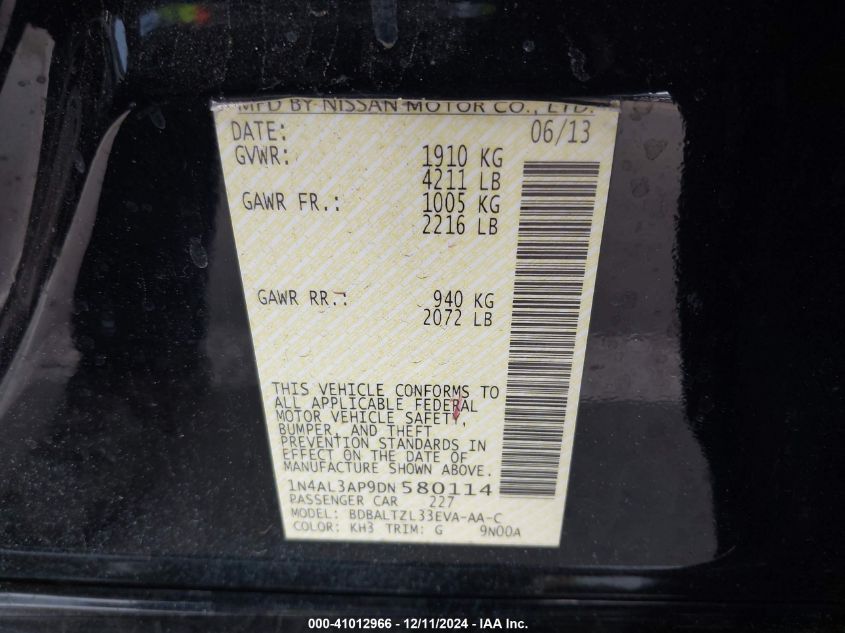 MFD BY NISSAN MOTOR CO., LTD.
DATE: 06/13
GVWR: 1910 KG
4211 LB
GAWR FR.: 1005 KG
2216 LB
GAWR RR.: 940 KG
2072 LB
THIS VEHICLE CONFORMS TO
ALL APPLICABLE FEDERAL
MOTOR VEHICLE SAFETY,
BUMPER, AND THEFT
PREVENTION STANDARDS IN
EFFECT ON THE DATE OF
MANUFACTURE SHOWN ABOVE.
1N4AL3AP9DN 580114
PASSENGER CAR 227
MODEL: BDBALTZL33EVA-AA-C
COLOR: KH3 TRIM: G 9N00A
000-41012966 - 12/11/2024 - IAA Inc.